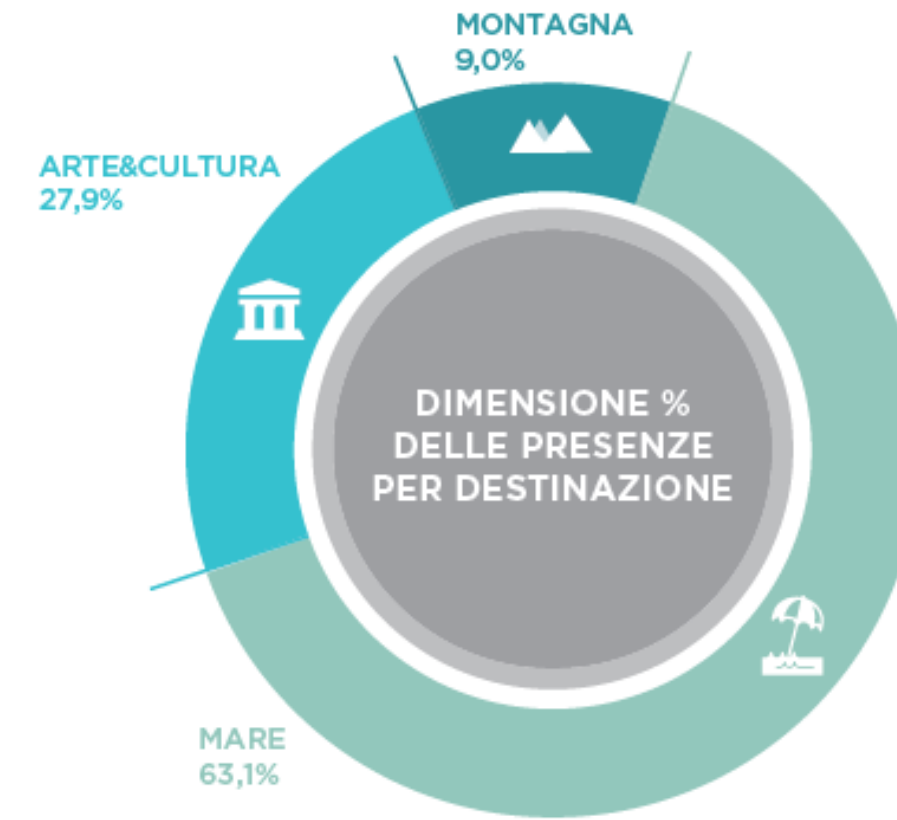 MONTAGNA
9,0%
ARTE&CULTURA
27,9%
DIMENSIONE %
DELLE PRESENZE
PER DESTINAZIONE
MARE
63,1%